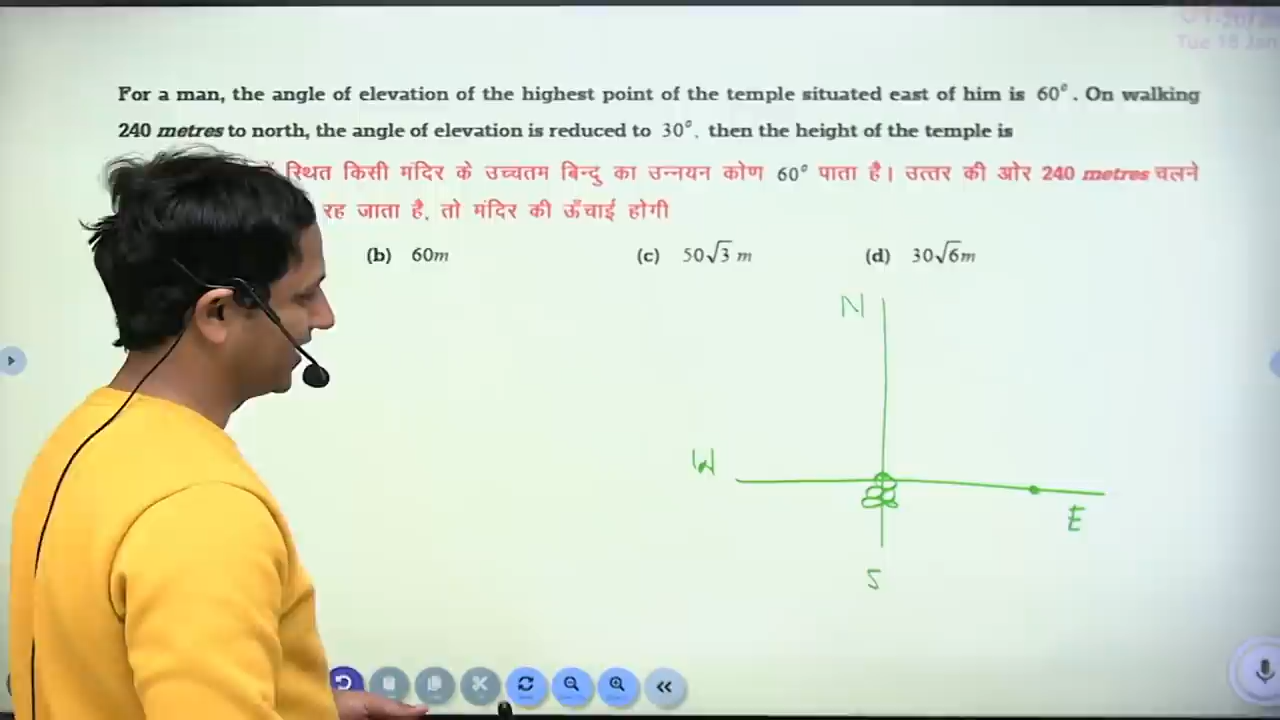 Tue 18 Jan
For a man, the angle of elevation of the highest point of the temple situated east of him is 60°. On walking
240 metres to north, the angle of elevation is reduced to 30°, then the height of the temple is
स्थित किसी मंदिर के उच्चतम बिन्दु का उन्नयन कोण 60° पाता है। उत्तर की ओर 240 metres चलने
रह जाता है, तो मंदिर की ऊँचाई होगी
(b) 60m (c) 50√3 m (d) 30√6m
N
W
E
S